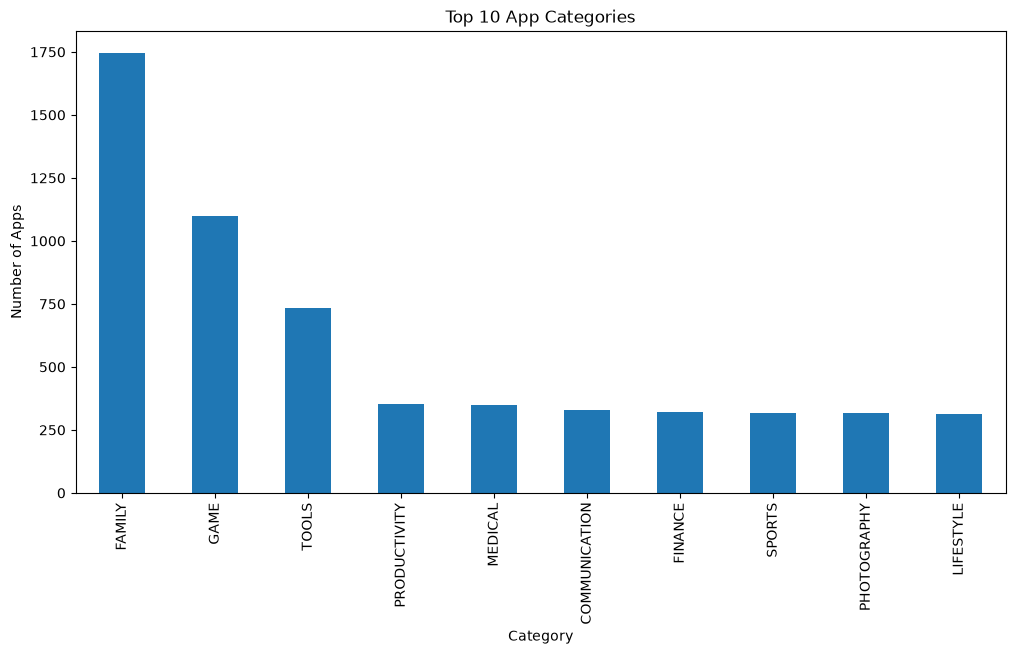 Top 10 App Categories
Number of Apps
1750
1500
1250
1000
750
500
250
0
FAMILY
GAME
TOOLS
PRODUCTIVITY
MEDICAL
COMMUNICATION
FINANCE
SPORTS
PHOTOGRAPHY
LIFESTYLE
Category